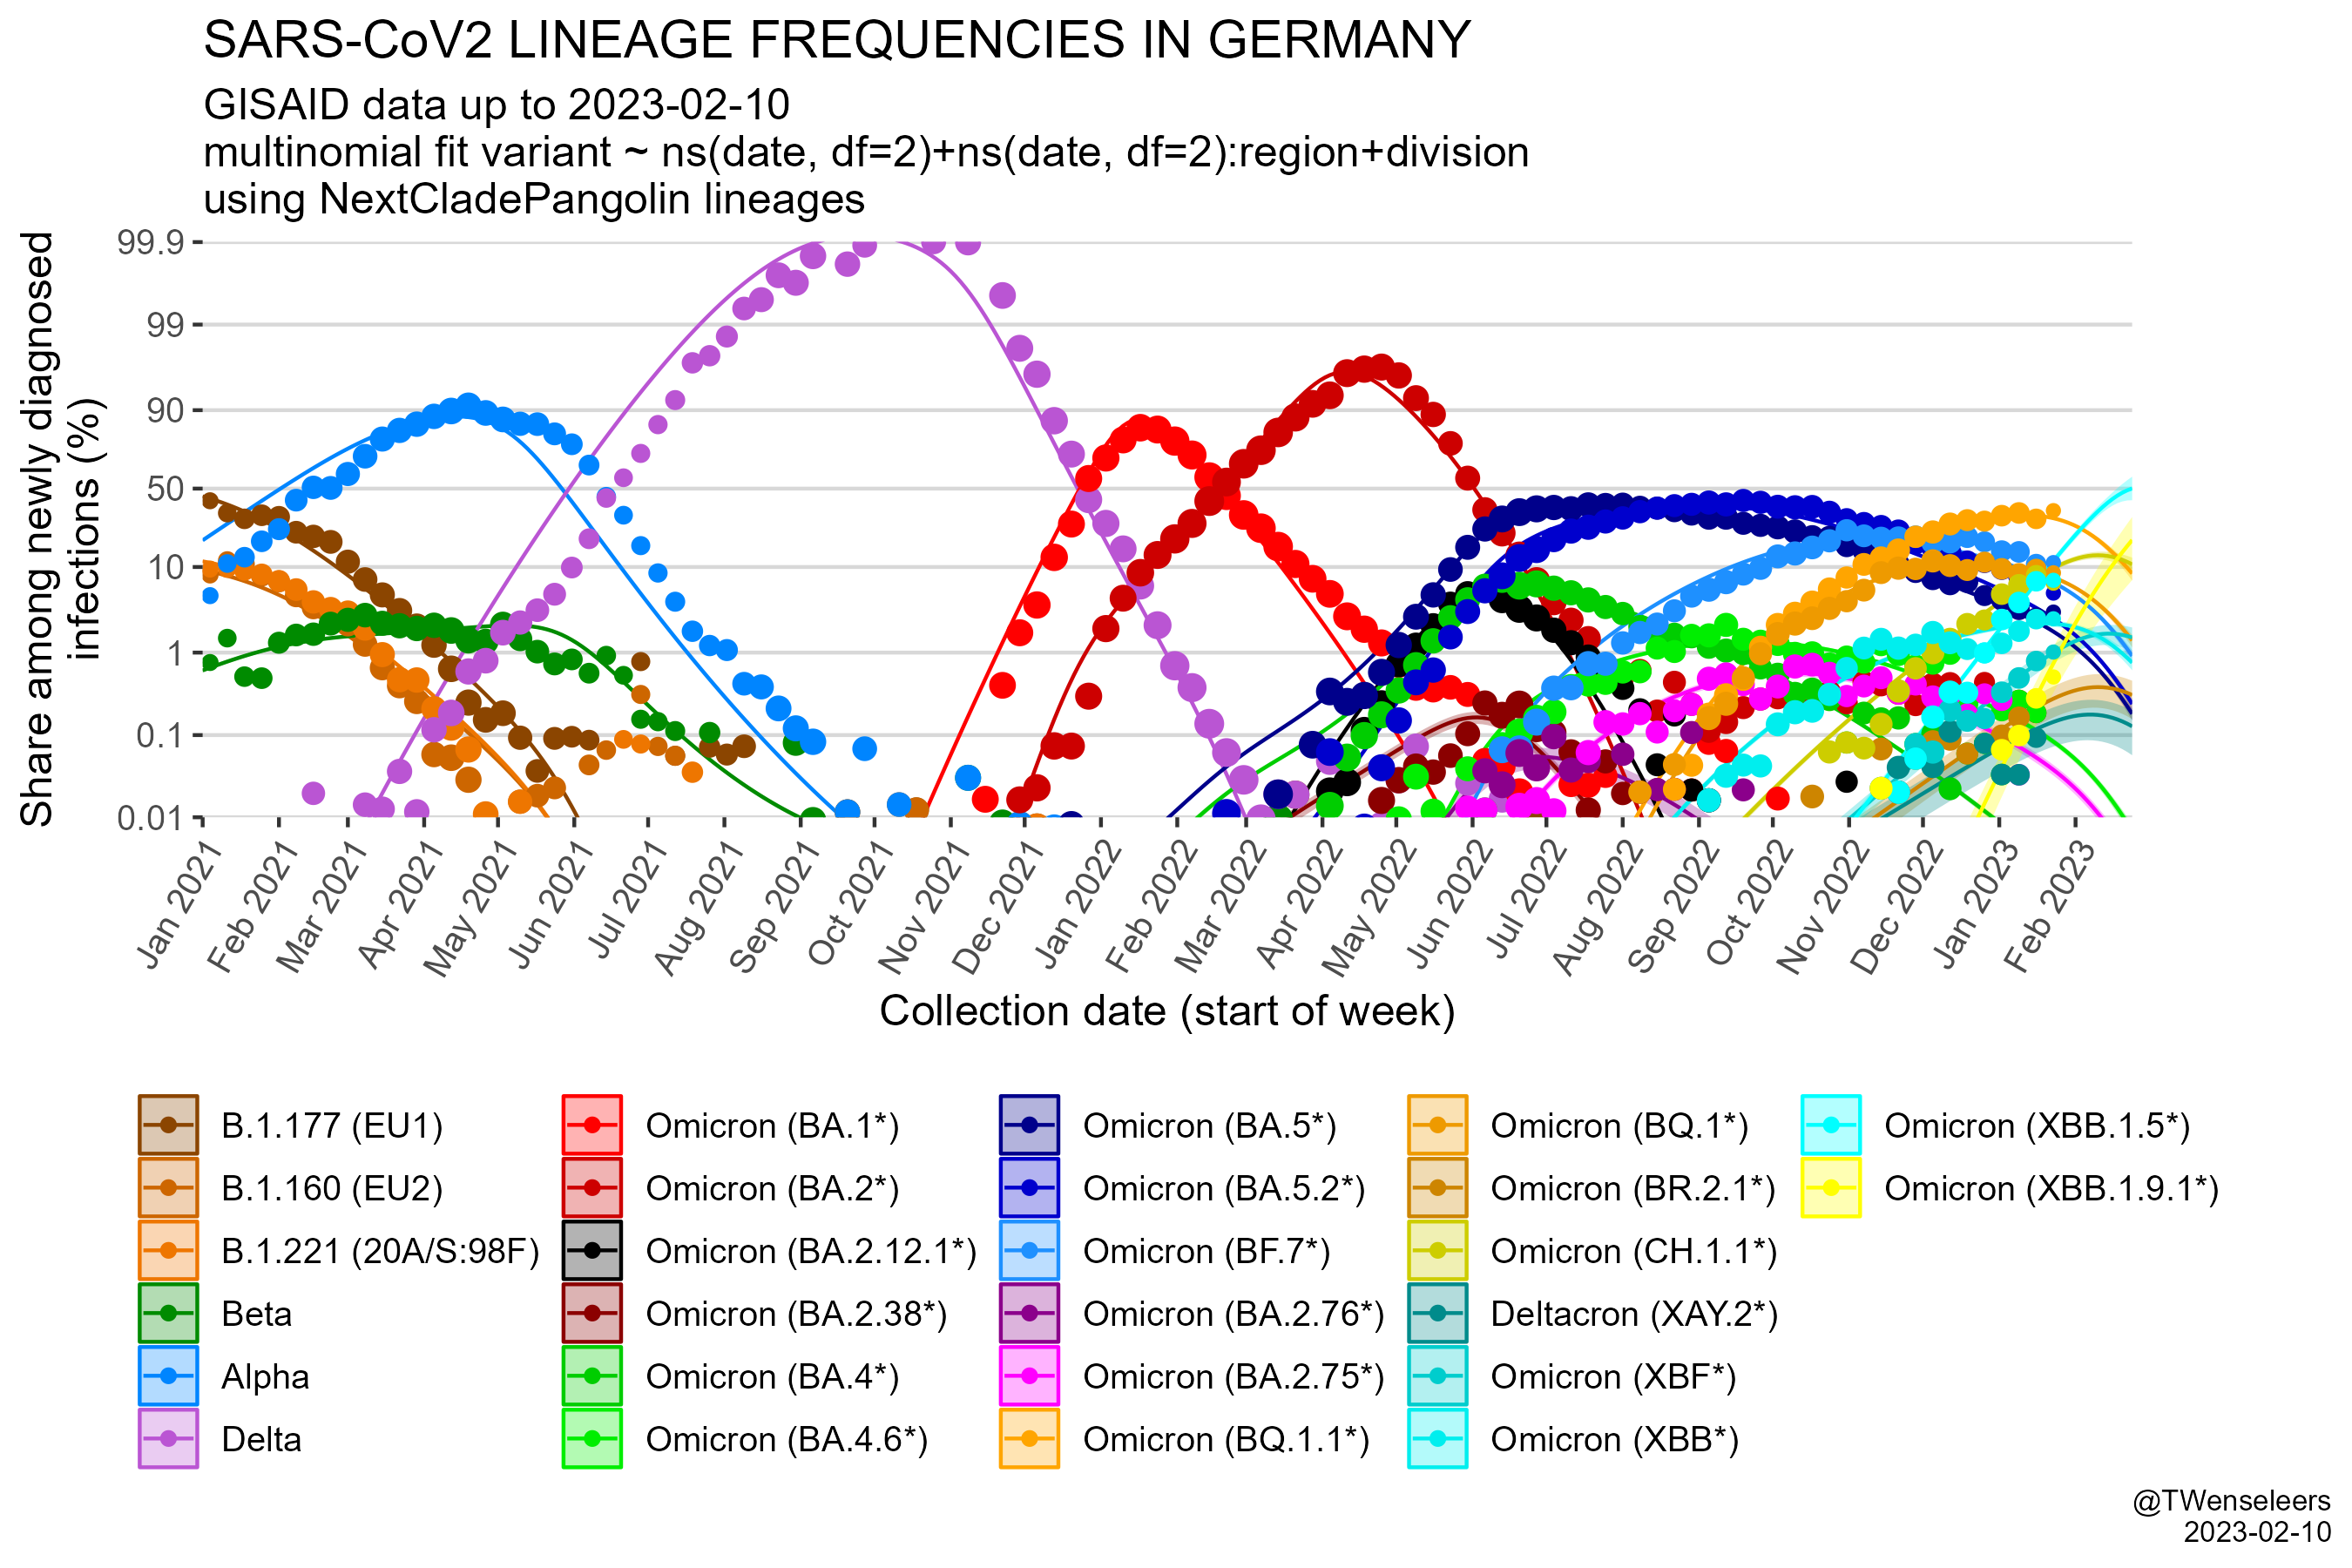 SARS-CoV2 LINEAGE FREQUENCIES IN GERMANY
GISAID data up to 2023-02-10
multinomial fit variant ~ ns(date, df=2)+ns(date, df=2):region+division
using NextCladePangolin lineages
Share among newly diagnosed
infections (%)
99.9
99
90
50
10
1
0.1
0.01
Jan 2021
Feb 2021
Mar 2021
Apr 2021
May 2021
Jun 2021
Jul 2021
Aug 2021
Sep 2021
Oct 2021
Nov 2021
Dec 2021
Jan 2022
Feb 2022
Mar 2022
Apr 2022
May 2022
Jun 2022
Jul 2022
Aug 2022
Sep 2022
Oct 2022
Nov 2022
Dec 2022
Jan 2023
Feb 2023
Collection date (start of week)
B.1.177 (EU1)
B.1.160 (EU2)
B.1.221 (20A/S:98F)
Beta
Alpha
Delta
Omicron (BA.1*)
Omicron (BA.2*)
Omicron (BA.2.12.1*)
Omicron (BA.2.38*)
Omicron (BA.4*)
Omicron (BA.4.6*)
Omicron (BA.5*)
Omicron (BA.5.2*)
Omicron (BF.7*)
Omicron (BA.2.76*)
Omicron (BA.2.75*)
Omicron (BQ.1.1*)
Omicron (BQ.1*)
Omicron (BR.2.1*)
Omicron (CH.1.1*)
Deltacron (XAY.2*)
Omicron (XBF*)
Omicron (XBB*)
Omicron (XBB.1.5*)
Omicron (XBB.1.9.1*)
@TWenseleers
2023-02-10